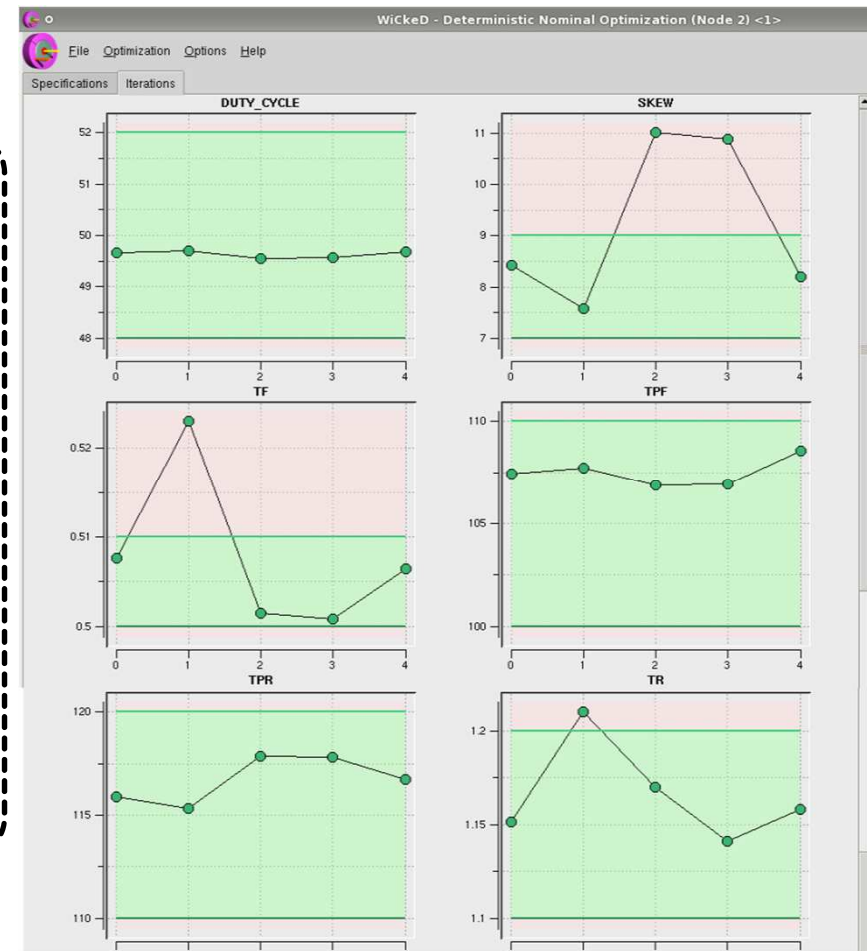 WiCkeD - Deterministic Nominal Optimization (Node 2) <1>
File Optimization Options Help
Specifications Iterations
DUTY_CYCLE
52
51
50
49
48
0 1 2 3 4
SKEW
11
10
9
8
7
0 1 2 3 4
TF
0.52
0.51
0.5
0 1 2 3 4
TPF
110
105
100
0 1 2 3 4
TPR
120
115
110
TR
1.2
1.15
1.1